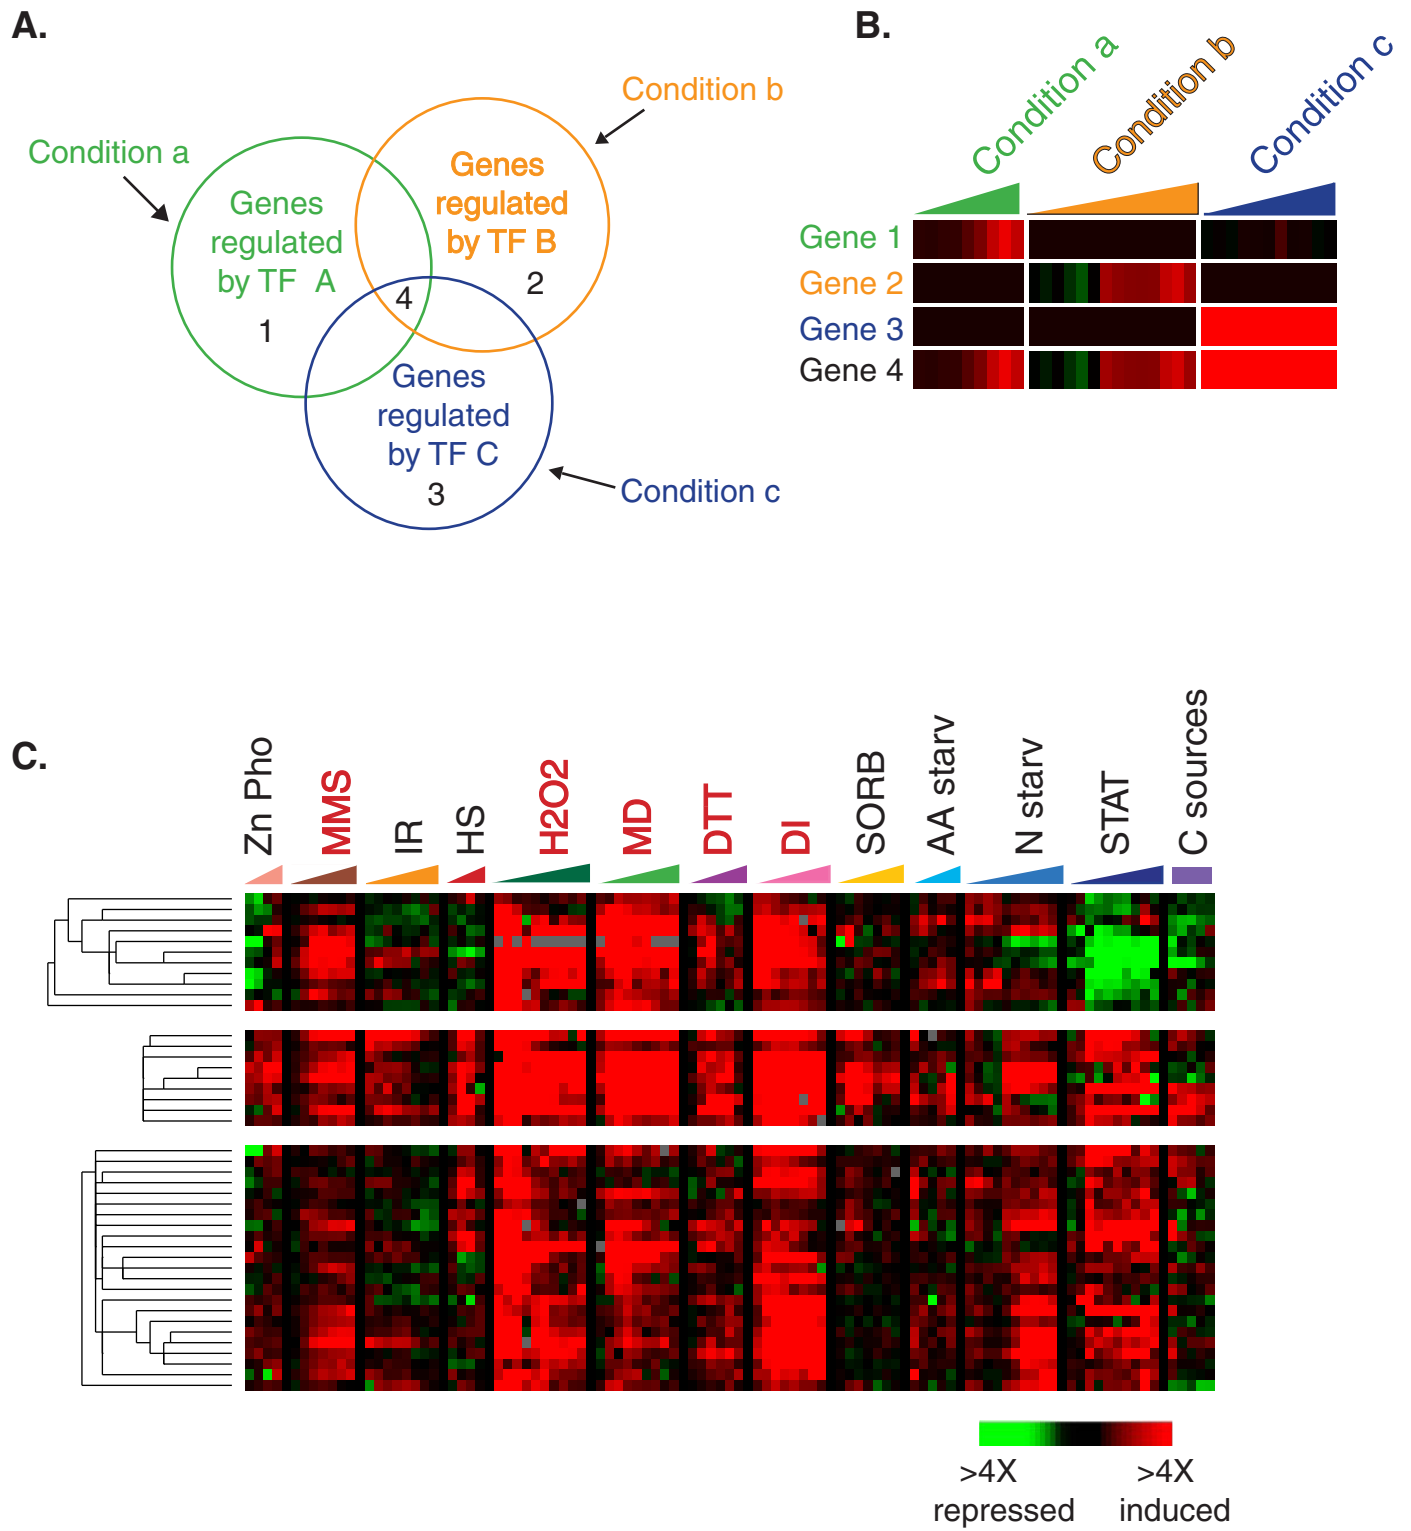 A.
Condition a
Condition b
Genes
regulated
by TF A
1
Genes
regulated
by TF B
2
4
Genes
regulated
by TF C
3
Condition c
B.
Condition a
Condition b
Condition c
Gene 1
Gene 2
Gene 3
Gene 4
C.
Zn Pho
MMS
IR
HS
H2O2
MD
DTT
DI
SORB
AA starv
N starv
STAT
C sources
>4X
repressed
>4X
induced